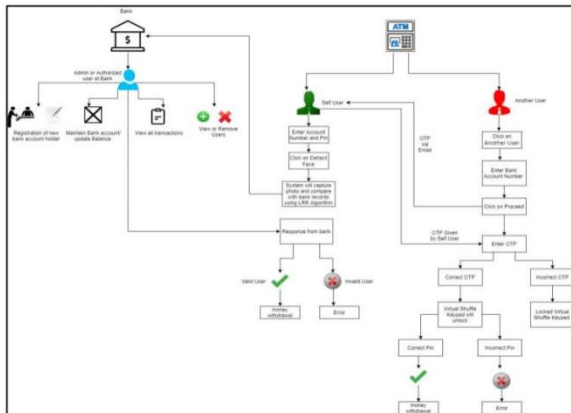 Bank
ATM
Admin or Authorized
user of Bank
Registration of new
bank account holder
Maintain Bank account/
update Balance
View all transactions
View or Remove
Users
Self User
Another User
Enter Account
Number and Pin
Click on Detect
Face
System will capture
photo and compare
with bank records
using LRR Algorithm
Response from bank
Valid User
Invalid User
money
withdrawal
Error
OTP
via
Email
Click on
Another User
Enter Bank
Account Number
Click on Proceed
OTP Given
by Self User
Enter OTP
Correct OTP
Incorrect OTP
Virtual Shuffle
Keypad will
unlock
Locked Virtual
Shuffle Keypad
Correct Pin
Incorrect Pin
money
withdrawal
Error